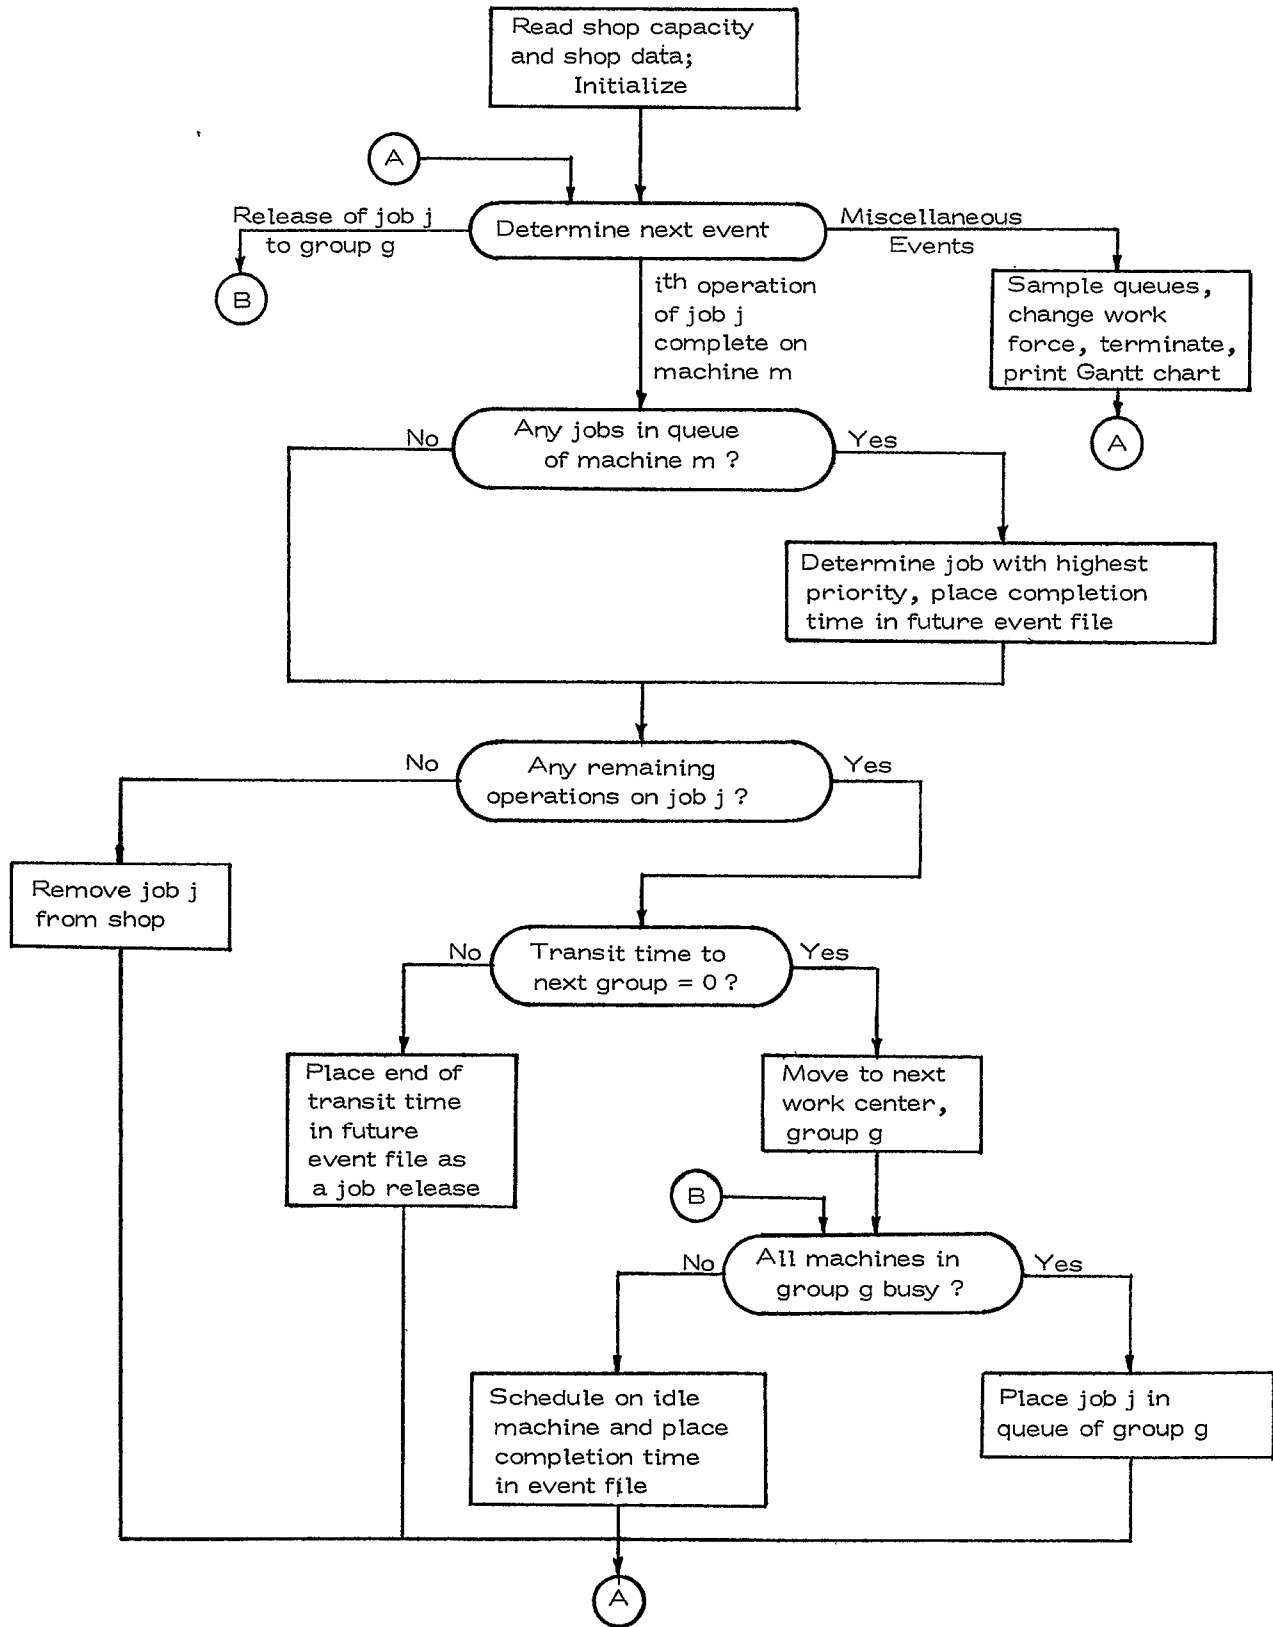 Read shop capacity
and shop data;
Initialize
A
Release of job j
to group g
Determine next event
Miscellaneous
Events
B
ith operation
of job j
complete on
machine m
Sample queues,
change work
force, terminate,
print Gantt chart
A
No
Any jobs in queue
of machine m ?
Yes
Determine job with highest
priority, place completion
time in future event file
No
Any remaining
operations on job j ?
Yes
Remove job j
from shop
No
Transit time to
next group = 0 ?
Yes
Place end of
transit time
in future
event file as
a job release
Move to next
work center,
group g
B
No
All machines in
group g busy ?
Yes
Schedule on idle
machine and place
completion time
in event file
Place job j in
queue of group g
A